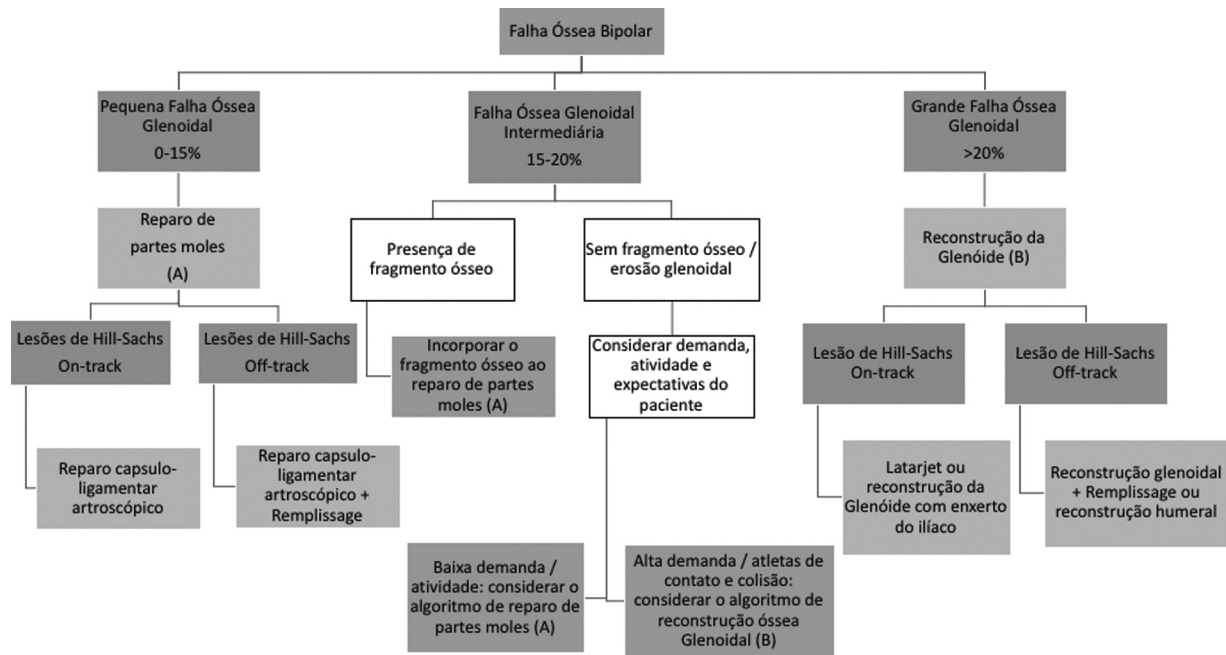 Falha Óssea Bipolar
Pequena Falha Óssea
Glenoidal
0-15%
Falha Óssea Glenoidal
Intermediária
15-20%
Grande Falha Óssea
Glenoidal
>20%
Reparo de
partes moles
(A)
Presença de
fragmento ósseo
Sem fragmento ósseo /
erosão glenoidal
Reconstrução da
Glenóide (B)
Lesões de Hill-Sachs
On-track
Lesões de Hill-Sachs
Off-track
Incorporar o
fragmento ósseo ao
reparo de partes
moles (A)
Considerar demanda,
atividade e
expectativas do
paciente
Lesão de Hill-Sachs
On-track
Lesão de Hill-Sachs
Off-track
Reparo capsulo-
ligamentar
artroscópico
Reparo capsulo-
ligamentar
artroscópico +
Remplissage
Latarjet ou
reconstrução da
Glenóide com enxerto
do ilíaco
Reconstrução glenoidal
+ Remplissage ou
reconstrução humeral
Baixa demanda /
atividade: considerar o
algoritmo de reparo de
partes moles (A)
Alta demanda / atletas
de contato e colisão:
considerar o algoritmo de
reconstrução óssea
Glenoidal (B)